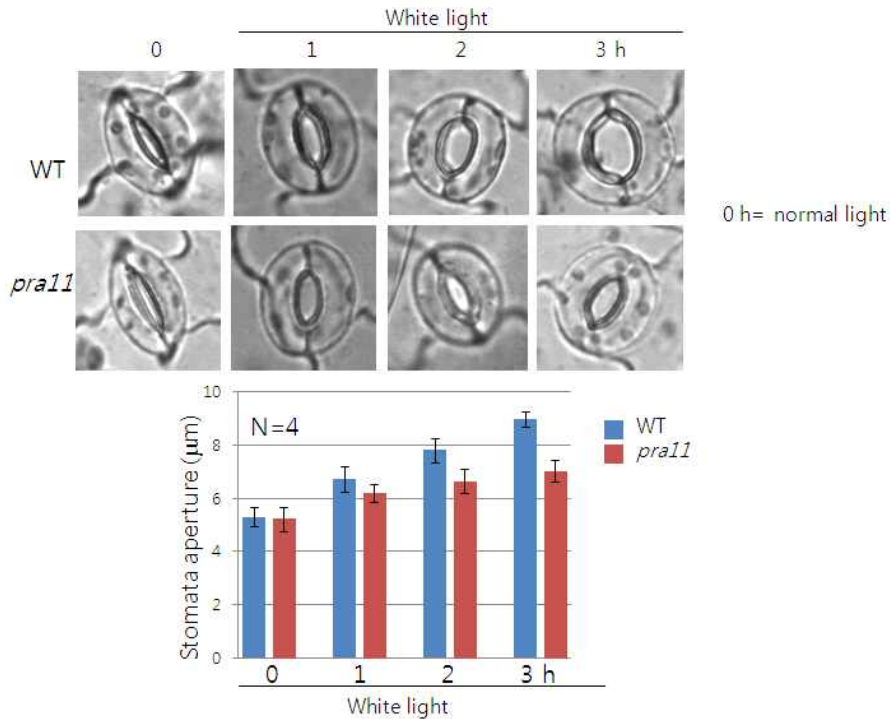 White light
0 1 2 3 h
WT
0 h= normal light
pra11
10
8
6
4
2
0
Stomata aperture (μm)
N=4
WT
pra11
0 1 2 3 h
White light